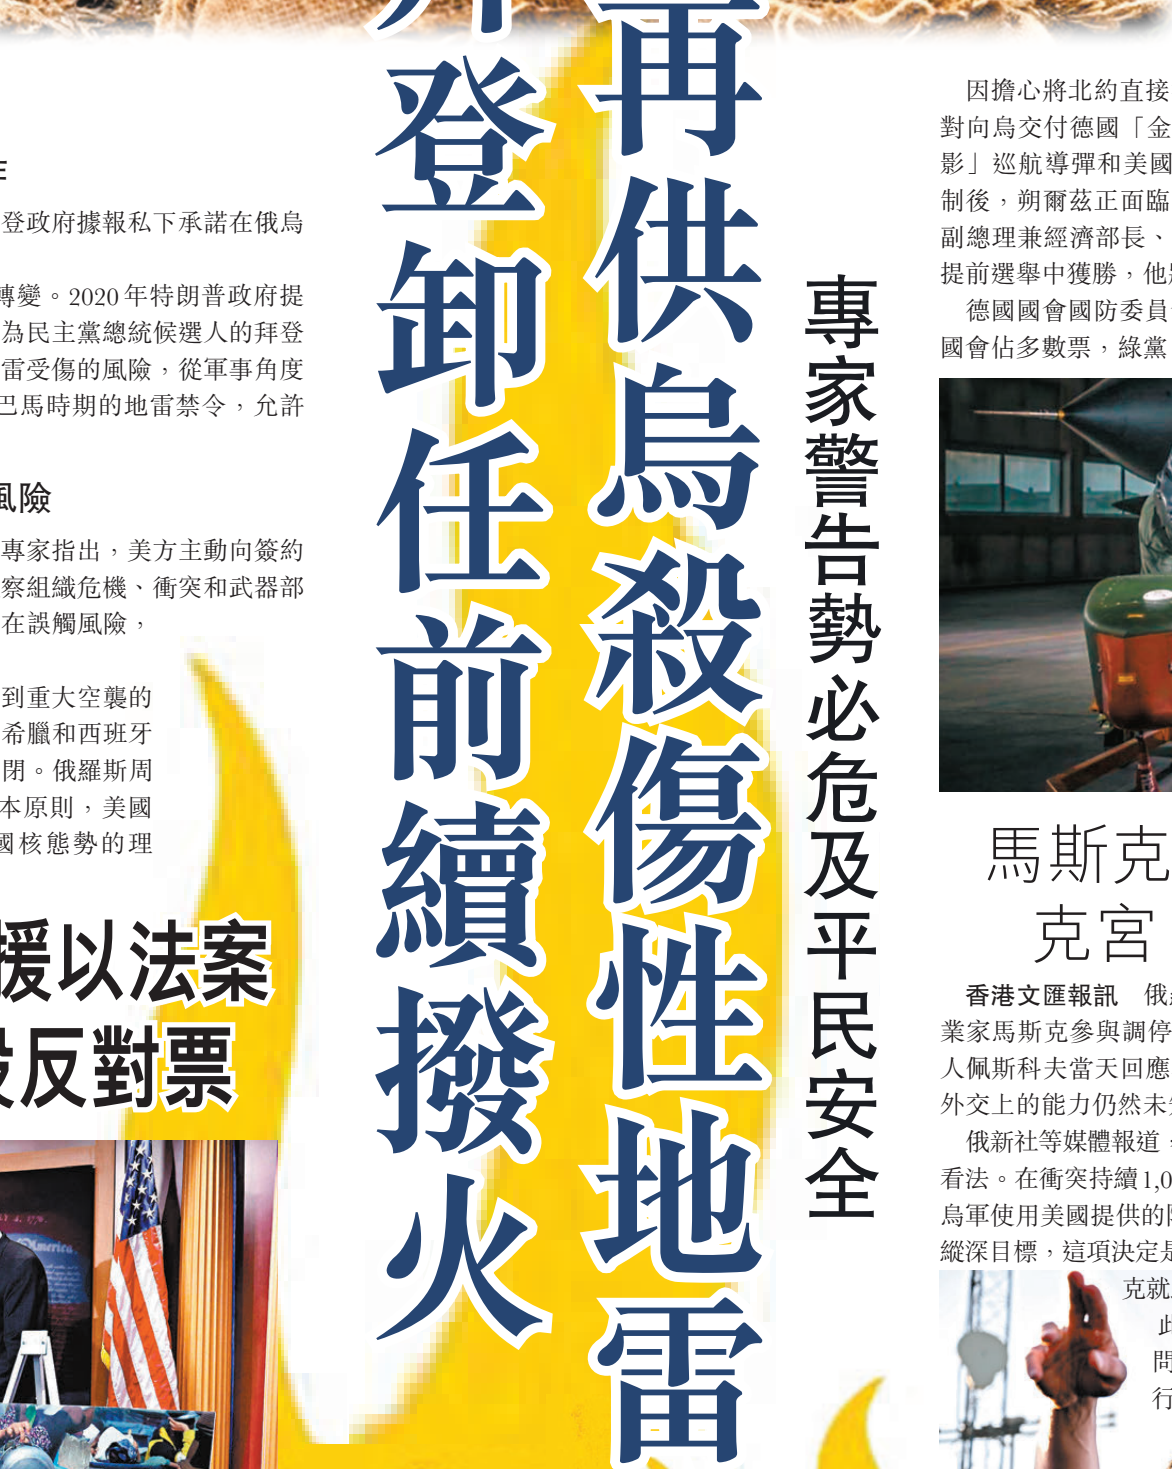 再供烏殺傷性地雷
登卸任前續撥火
專家警告勢必危及平民安全
登政府據報私下承諾在俄烏
轉變。2020年特朗普政府提
為民主黨總統候選人的拜登
雷受傷的風險，從軍事角度
巴馬時期的地雷禁令，允許
風險
專家指出，美方主動向簽約
察組織危機、衝突和武器部
在誤觸風險，
到重大空襲的
希臘和西班牙
閉。俄羅斯周
本原則，美國
國核態勢的理
援以法案
反對票
因擔心將北約直接
對向烏交付德國「金
影」巡航導彈和美國
制後，朔爾茲正面臨
副總理兼經濟部長、
提前選舉中獲勝，他
德國國會國防委員
國會佔多數票，綠黨
馬斯克
克宮
香港文匯報訊　俄
業家馬斯克參與調停
人佩斯科夫當天回應
外交上的能力仍然未
俄新社等媒體報道，
看法。在衝突持續1,0
烏軍使用美國提供的
縱深目標，這項決定是
克就
此
問
行